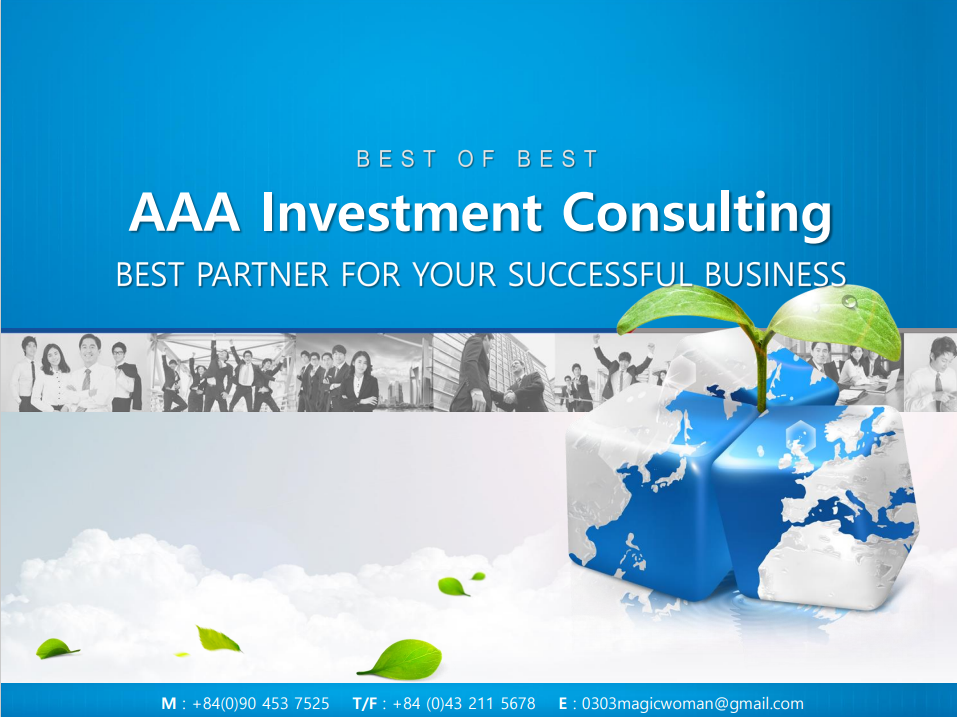 BEST OF BEST
AAA Investment Consulting
BEST PARTNER FOR YOUR SUCCESSFUL BUSINESS
M : +84(0)90 453 7525 T/F : +84 (0)43 211 5678 E : 0303magicwoman@gmail.com